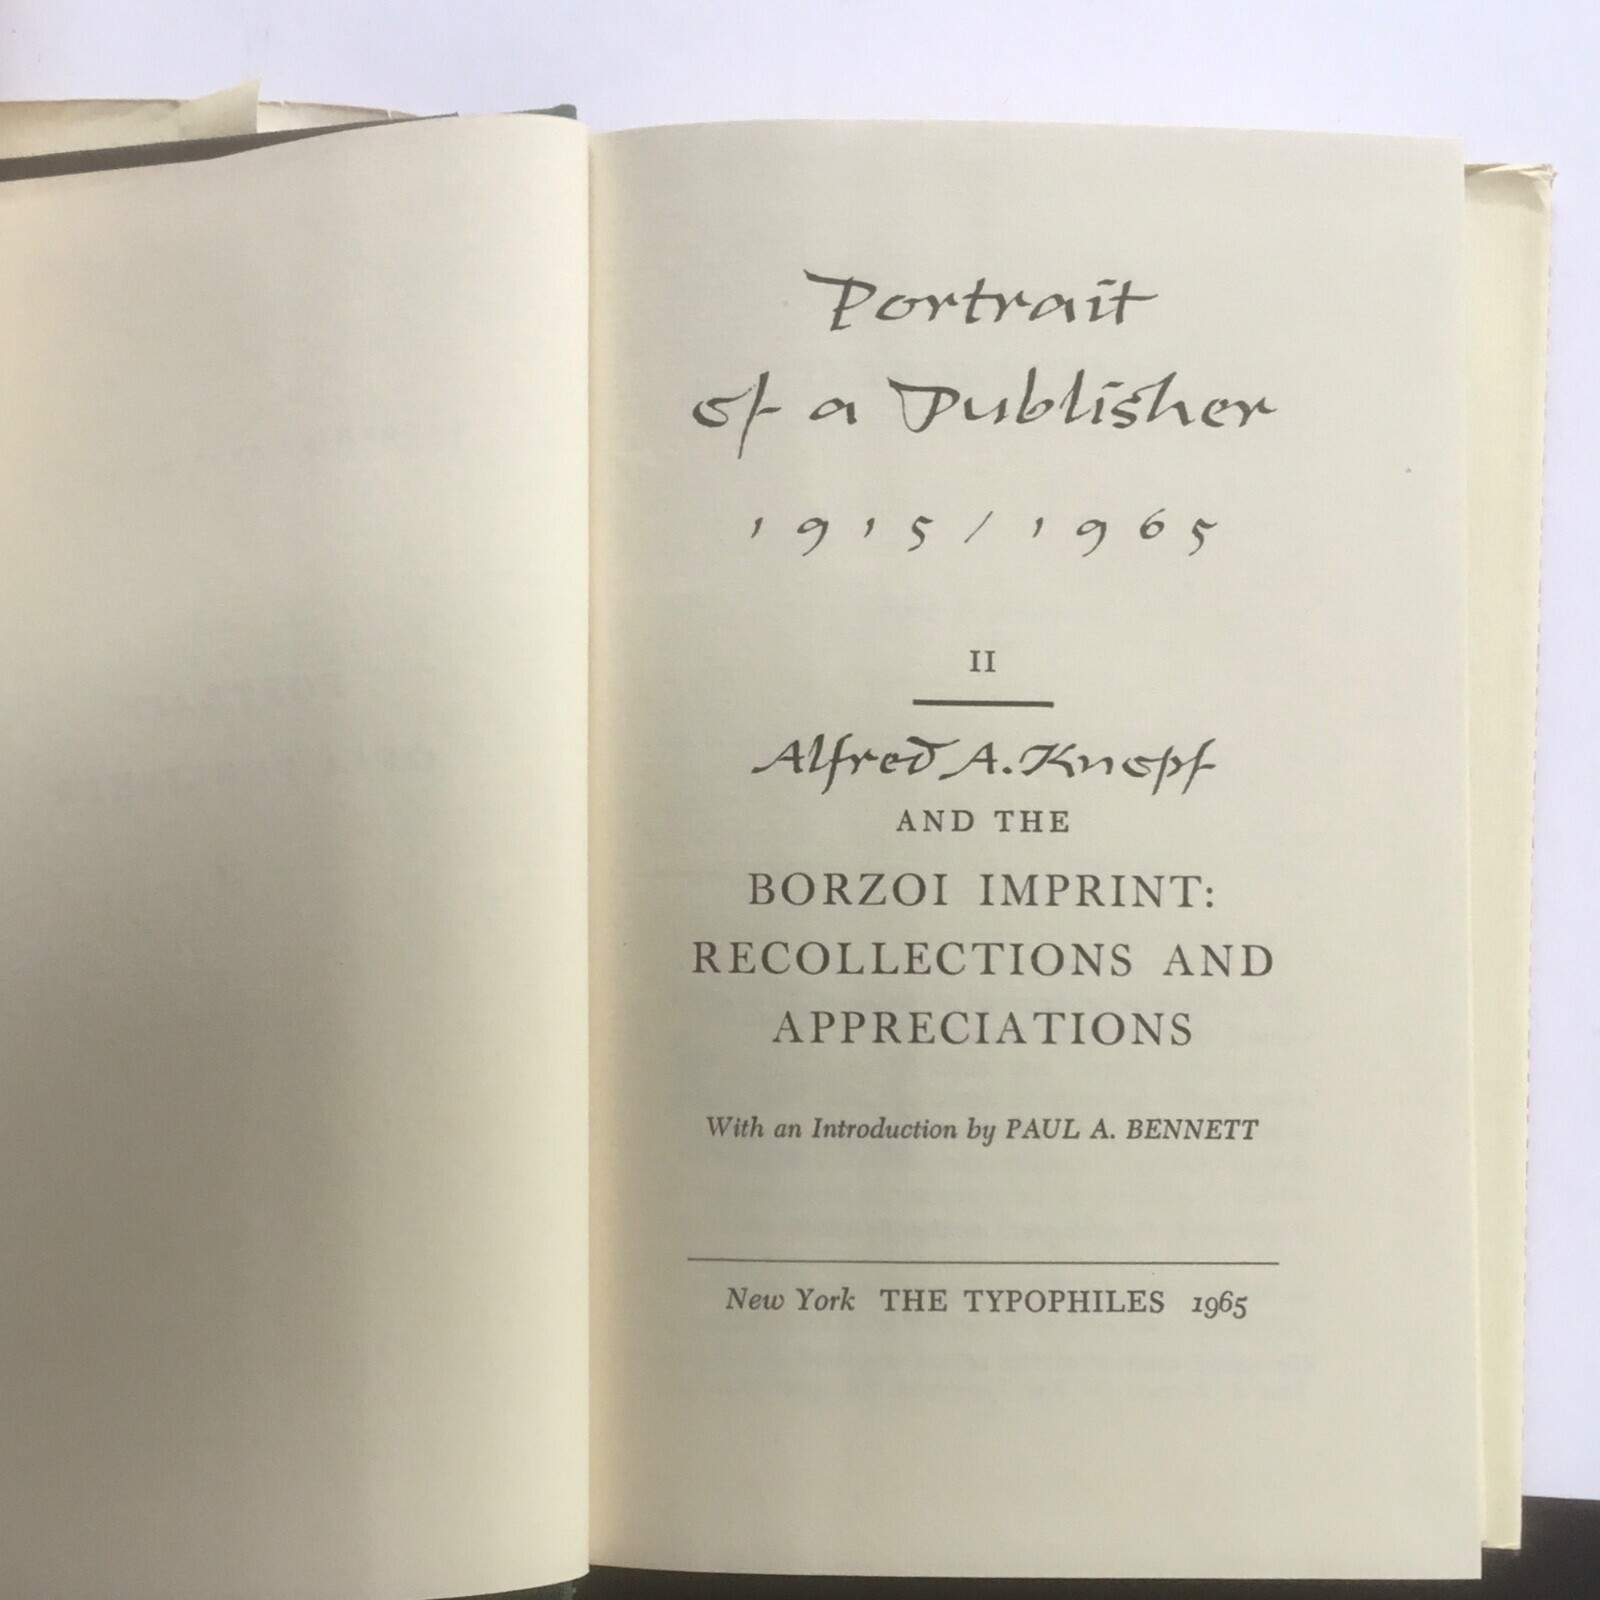 Portrait
of a Publisher
1915/1965
II
Alfred A. Knopf
AND THE
BORZOI IMPRINT:
RECOLLECTIONS AND
APPRECIATIONS
With an Introduction by PAUL A. BENNETT
New York THE TYPOPHILES 1965